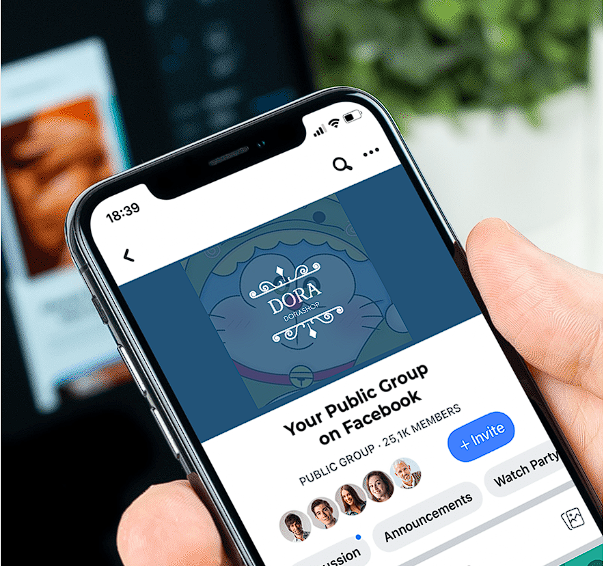 18:39
DORA
DORASHOP
Your Public Group
on Facebook
PUBLIC GROUP · 25,1K MEMBERS
+ Invite
ussion
Announcements
Watch Party